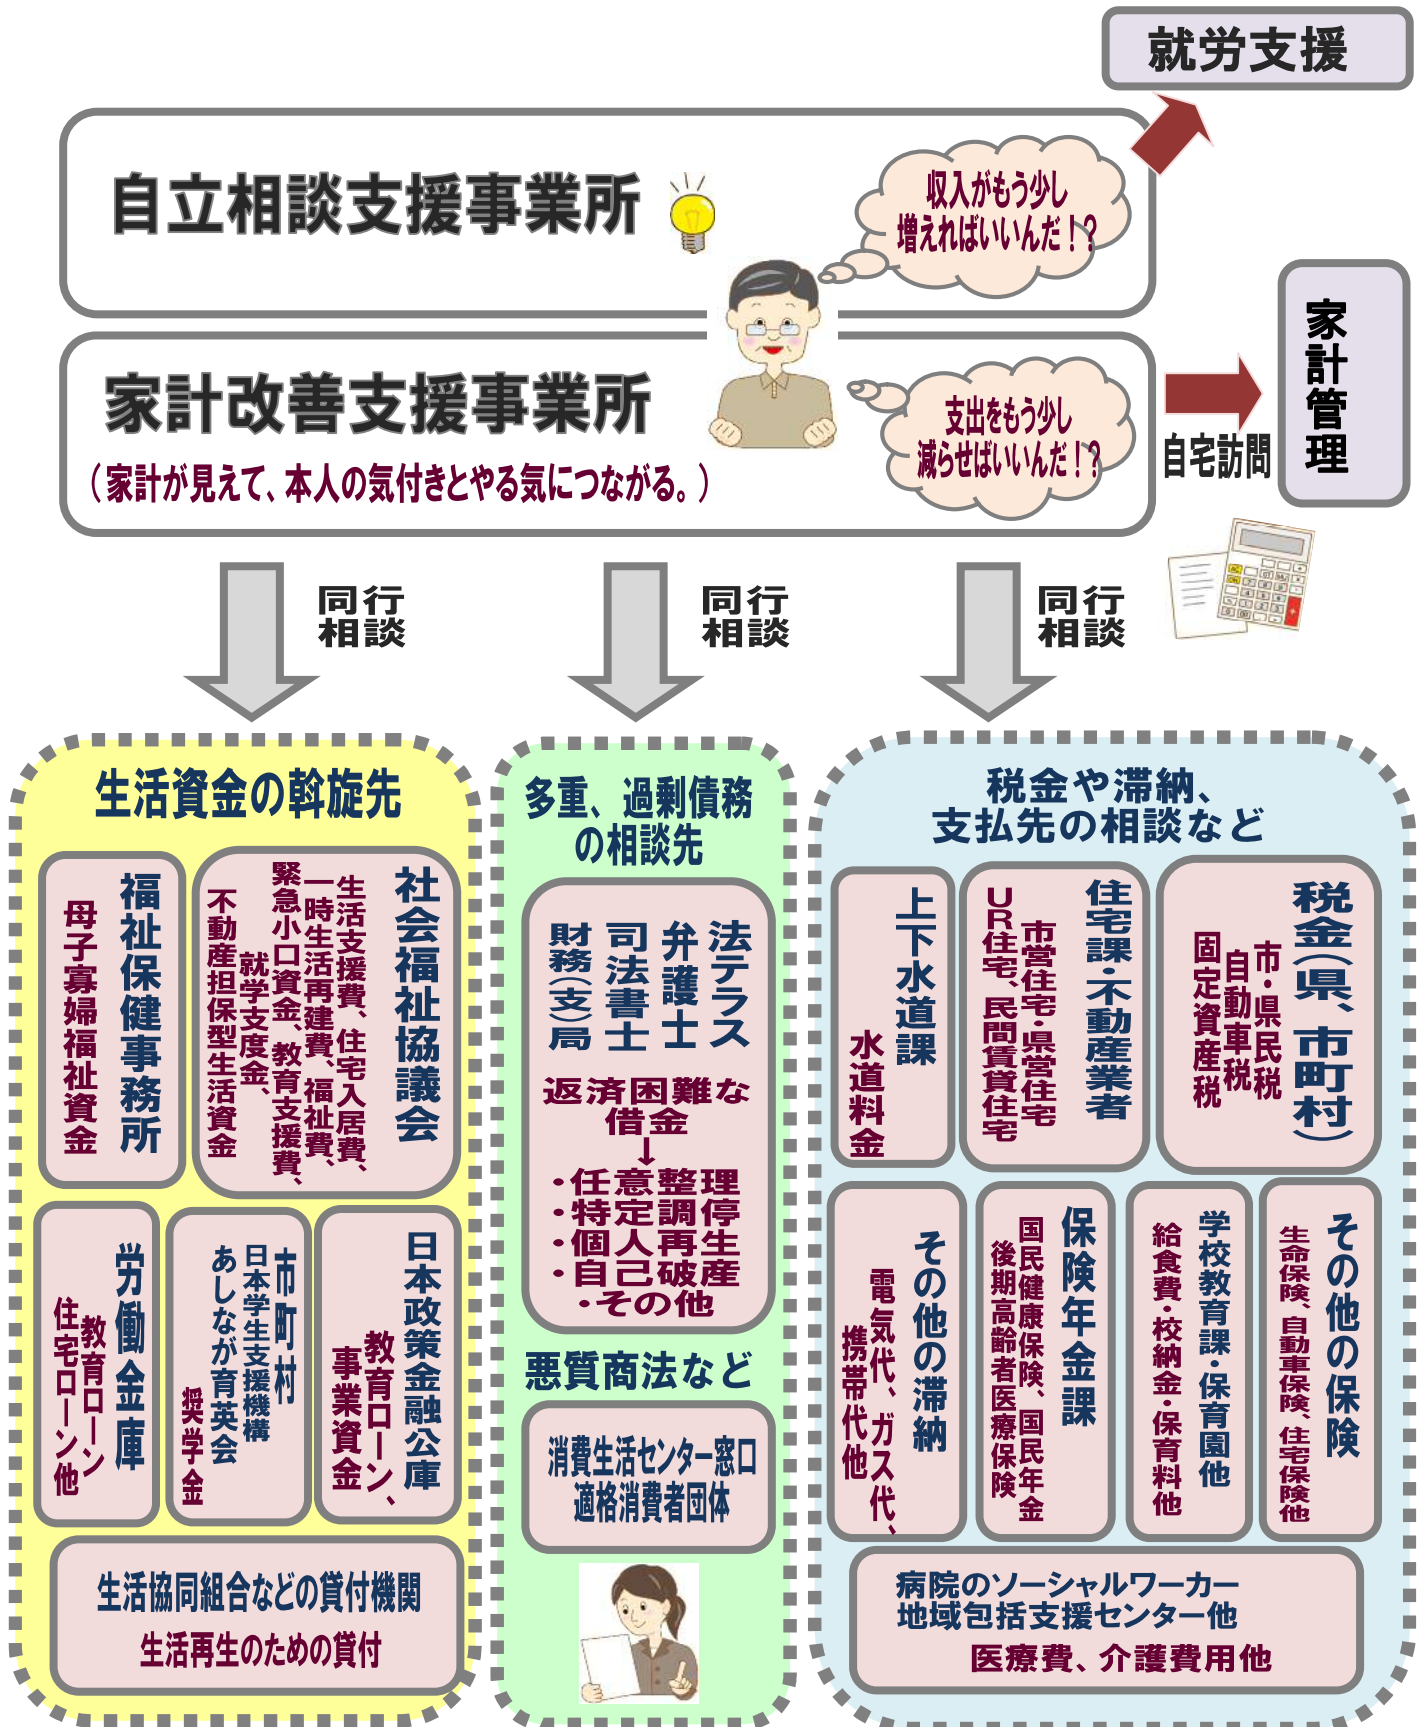 就労支援
自立相談支援事業所
収入がもう少し
増えればいいんだ！？
家計改善支援事業所
（家計が見えて、本人の気付きとやる気につながる。）
支出をもう少し
減らせばいいんだ！？
自宅訪問
家計管理
同行
相談
同行
相談
同行
相談
生活資金の斡旋先
社会福祉協議会
生活支援費、住宅入居費、
一時生活再建費、福祉費、
緊急小口資金、教育支援費、
就学支度金、
不動産担保型生活資金
福祉保健事務所
母子寡婦福祉資金
日本政策金融公庫
教育ローン、
事業資金
市町村
日本学生支援機構
あしなが育英会
奨学金
労働金庫
教育ローン
住宅ローン他
生活協同組合などの貸付機関
生活再生のための貸付
多重、過剰債務
の相談先
法テラス
弁護士
司法書士
財務（支）局
返済困難な
借金
↓
・任意整理
・特定調停
・個人再生
・自己破産
・その他
悪質商法など
消費生活センター窓口
適格消費者団体
税金や滞納、
支払先の相談など
税金（県、市町村）
市・県民税
自動車税
固定資産税
住宅課・不動産業者
市営住宅・県営住宅
ＵＲ住宅、民間賃貸住宅
上下水道課
水道料金
その他の保険
生命保険、自動車保険、住宅保険他
学校教育課・保育園他
給食費・校納金・保育料他
保険年金課
国民健康保険、国民年金
後期高齢者医療保険
その他の滞納
電気代、ガス代、
携帯代他
病院のソーシャルワーカー
地域包括支援センター他
医療費、介護費用他